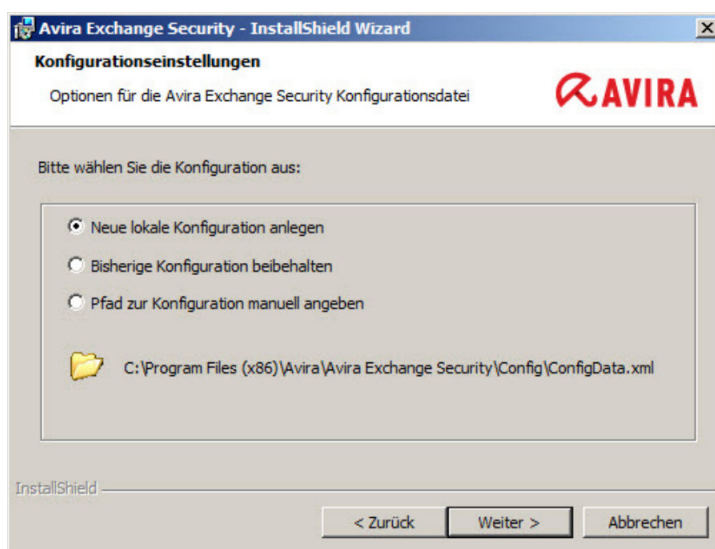 Avira Exchange Security - InstallShield Wizard
Konfigurationseinstellungen
Optionen für die Avira Exchange Security Konfigurationsdatei
AVIRA
Bitte wählen Sie die Konfiguration aus:
Neue lokale Konfiguration anlegen
Bisherige Konfiguration beibehalten
Pfad zur Konfiguration manuell angeben
C:\Program Files (x86)\Avira\Avira Exchange Security\Config\ConfigData.xml
InstallShield
< Zurück
Weiter >
Abbrechen